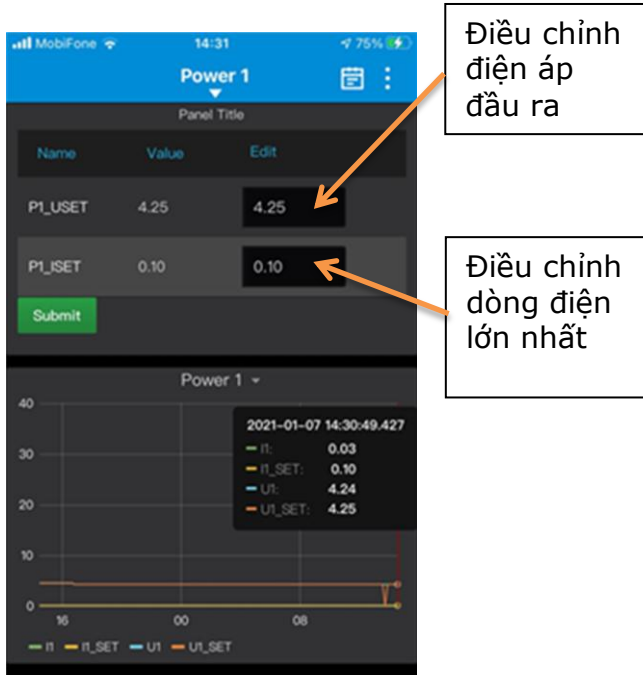 MobiFone 14:31 75%
Power 1
Panel Title
Name Value Edit
P1_USET 4.25 4.25
P1_ISET 0.10 0.10
Submit
Điều chỉnh
điện áp
đầu ra
Điều chỉnh
dòng điện
lớn nhất
Power 1
40
30
20
10
0
16 00 08
2021-01-07 14:30:49.427
I1: 0.03
I1_SET: 0.10
U1: 4.24
U1_SET: 4.25
I1 I1_SET U1 U1_SET